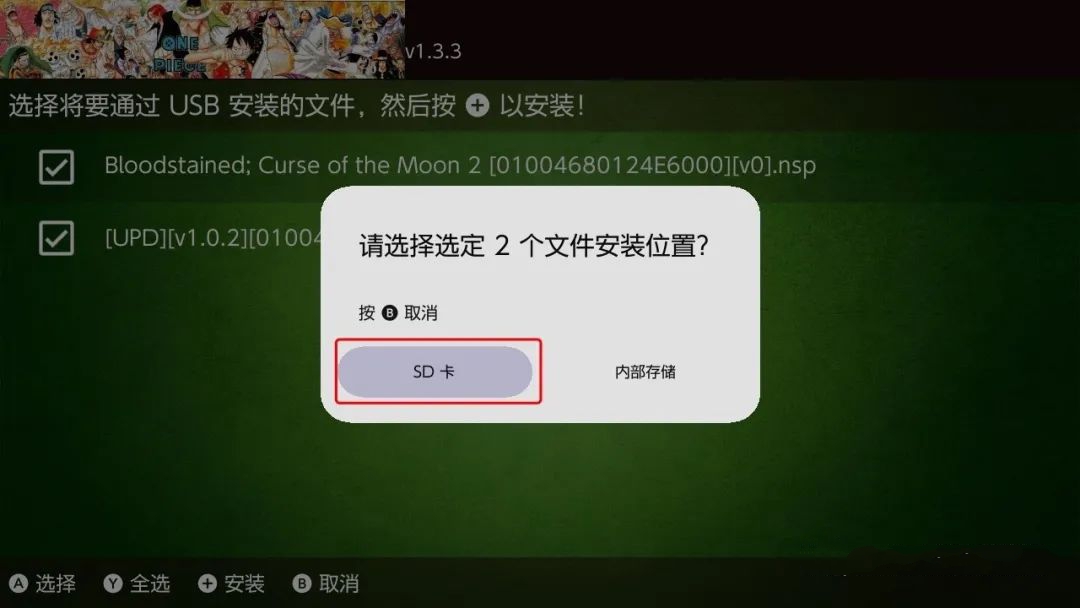 ONE
PIECE
v1.3.3
选择将要通过 USB 安装的文件，然后按 + 以安装！
Bloodstained; Curse of the Moon 2 [01004680124E6000][v0].nsp
[UPD][v1.0.2][01004
请选择选定 2 个文件安装位置?
按 B 取消
SD 卡
内部存储
A 选择 Y 全选 + 安装 B 取消